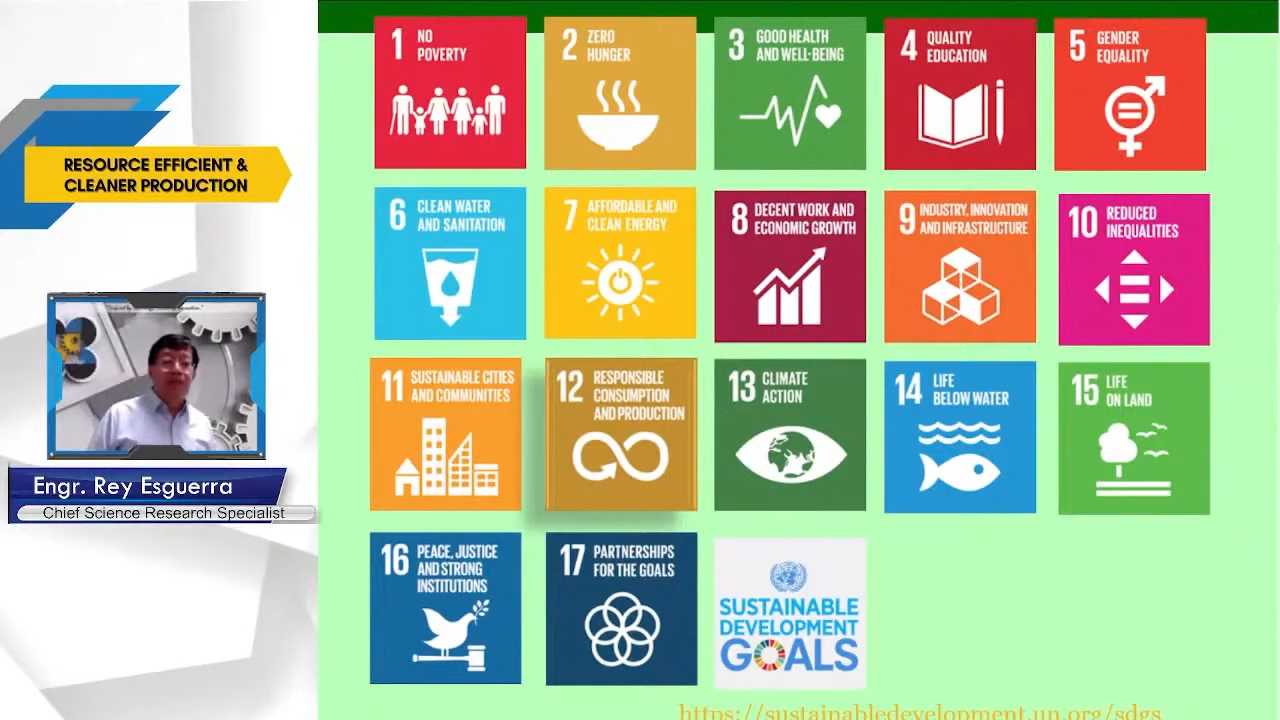 RESOURCE EFFICIENT &
CLEANER PRODUCTION
Engr. Rey Esguerra
Chief Science Research Specialist
1 NO
POVERTY
2 ZERO
HUNGER
3 GOOD HEALTH
AND WELL-BEING
4 QUALITY
EDUCATION
5 GENDER
EQUALITY
6 CLEAN WATER
AND SANITATION
7 AFFORDABLE AND
CLEAN ENERGY
8 DECENT WORK AND
ECONOMIC GROWTH
9 INDUSTRY, INNOVATION
AND INFRASTRUCTURE
10 REDUCED
INEQUALITIES
11 SUSTAINABLE CITIES
AND COMMUNITIES
12 RESPONSIBLE
CONSUMPTION
AND PRODUCTION
13 CLIMATE
ACTION
14 LIFE
BELOW WATER
15 LIFE
ON LAND
16 PEACE, JUSTICE
AND STRONG
INSTITUTIONS
17 PARTNERSHIPS
FOR THE GOALS
SUSTAINABLE
DEVELOPMENT
GOALS
https://sustainabledevelopment.un.org/sdgs